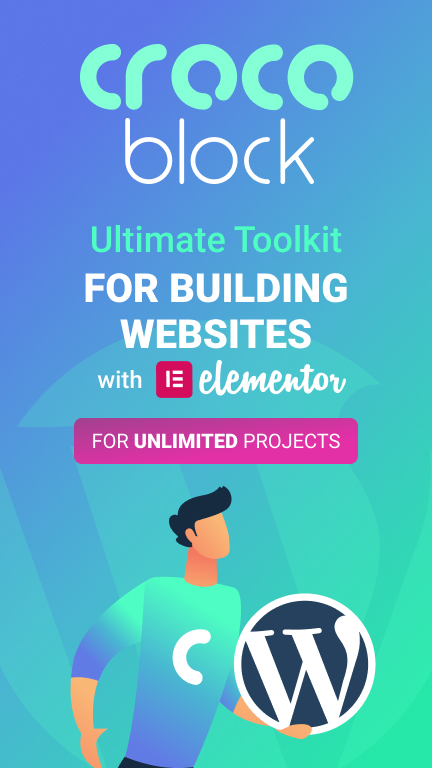 croco
block
Ultimate Toolkit
FOR BUILDING
WEBSITES
with elementor
FOR UNLIMITED PROJECTS
C
W